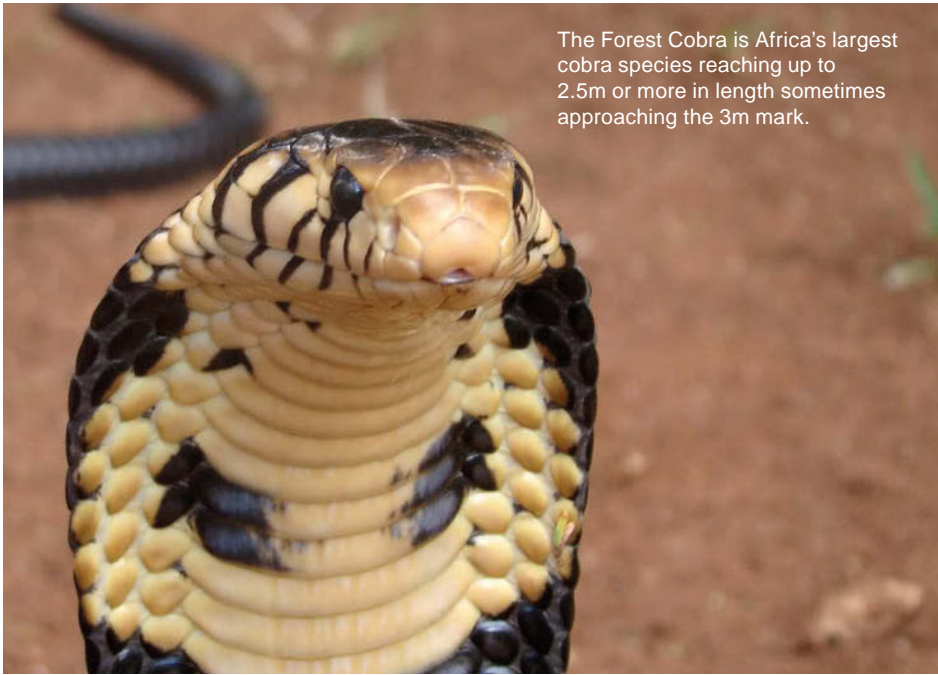 The Forest Cobra is Africa's largest
cobra species reaching up to
2.5m or more in length sometimes
approaching the 3m mark.